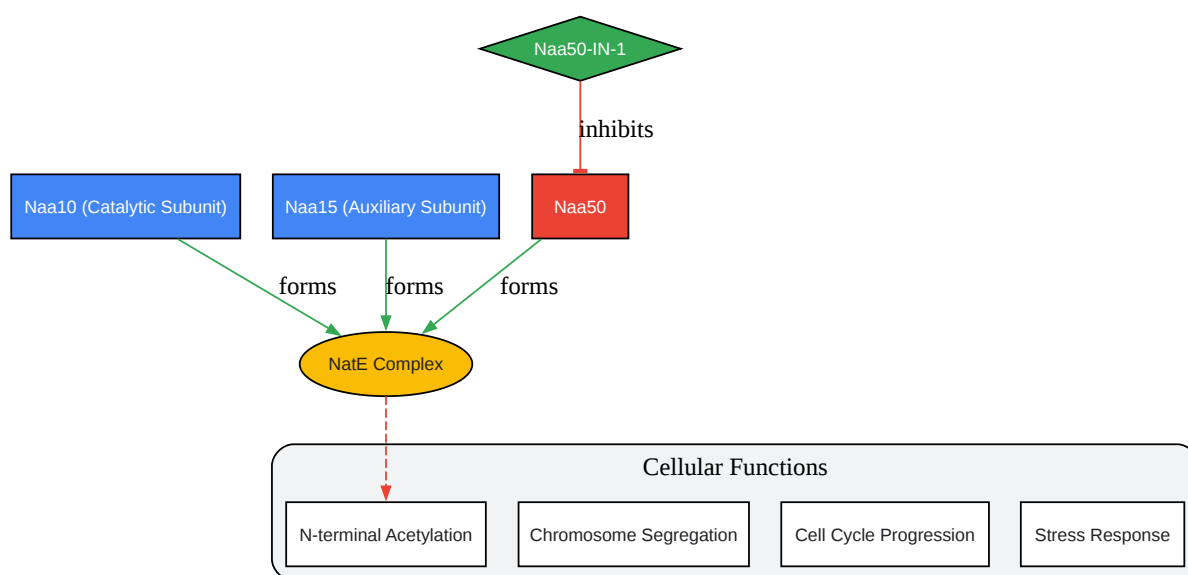 Naa50-IN-1
inhibits
Naa10 (Catalytic Subunit)
Naa15 (Auxiliary Subunit)
Naa50
forms
forms
forms
NatE Complex
Cellular Functions
N-terminal Acetylation
Chromosome Segregation
Cell Cycle Progression
Stress Response